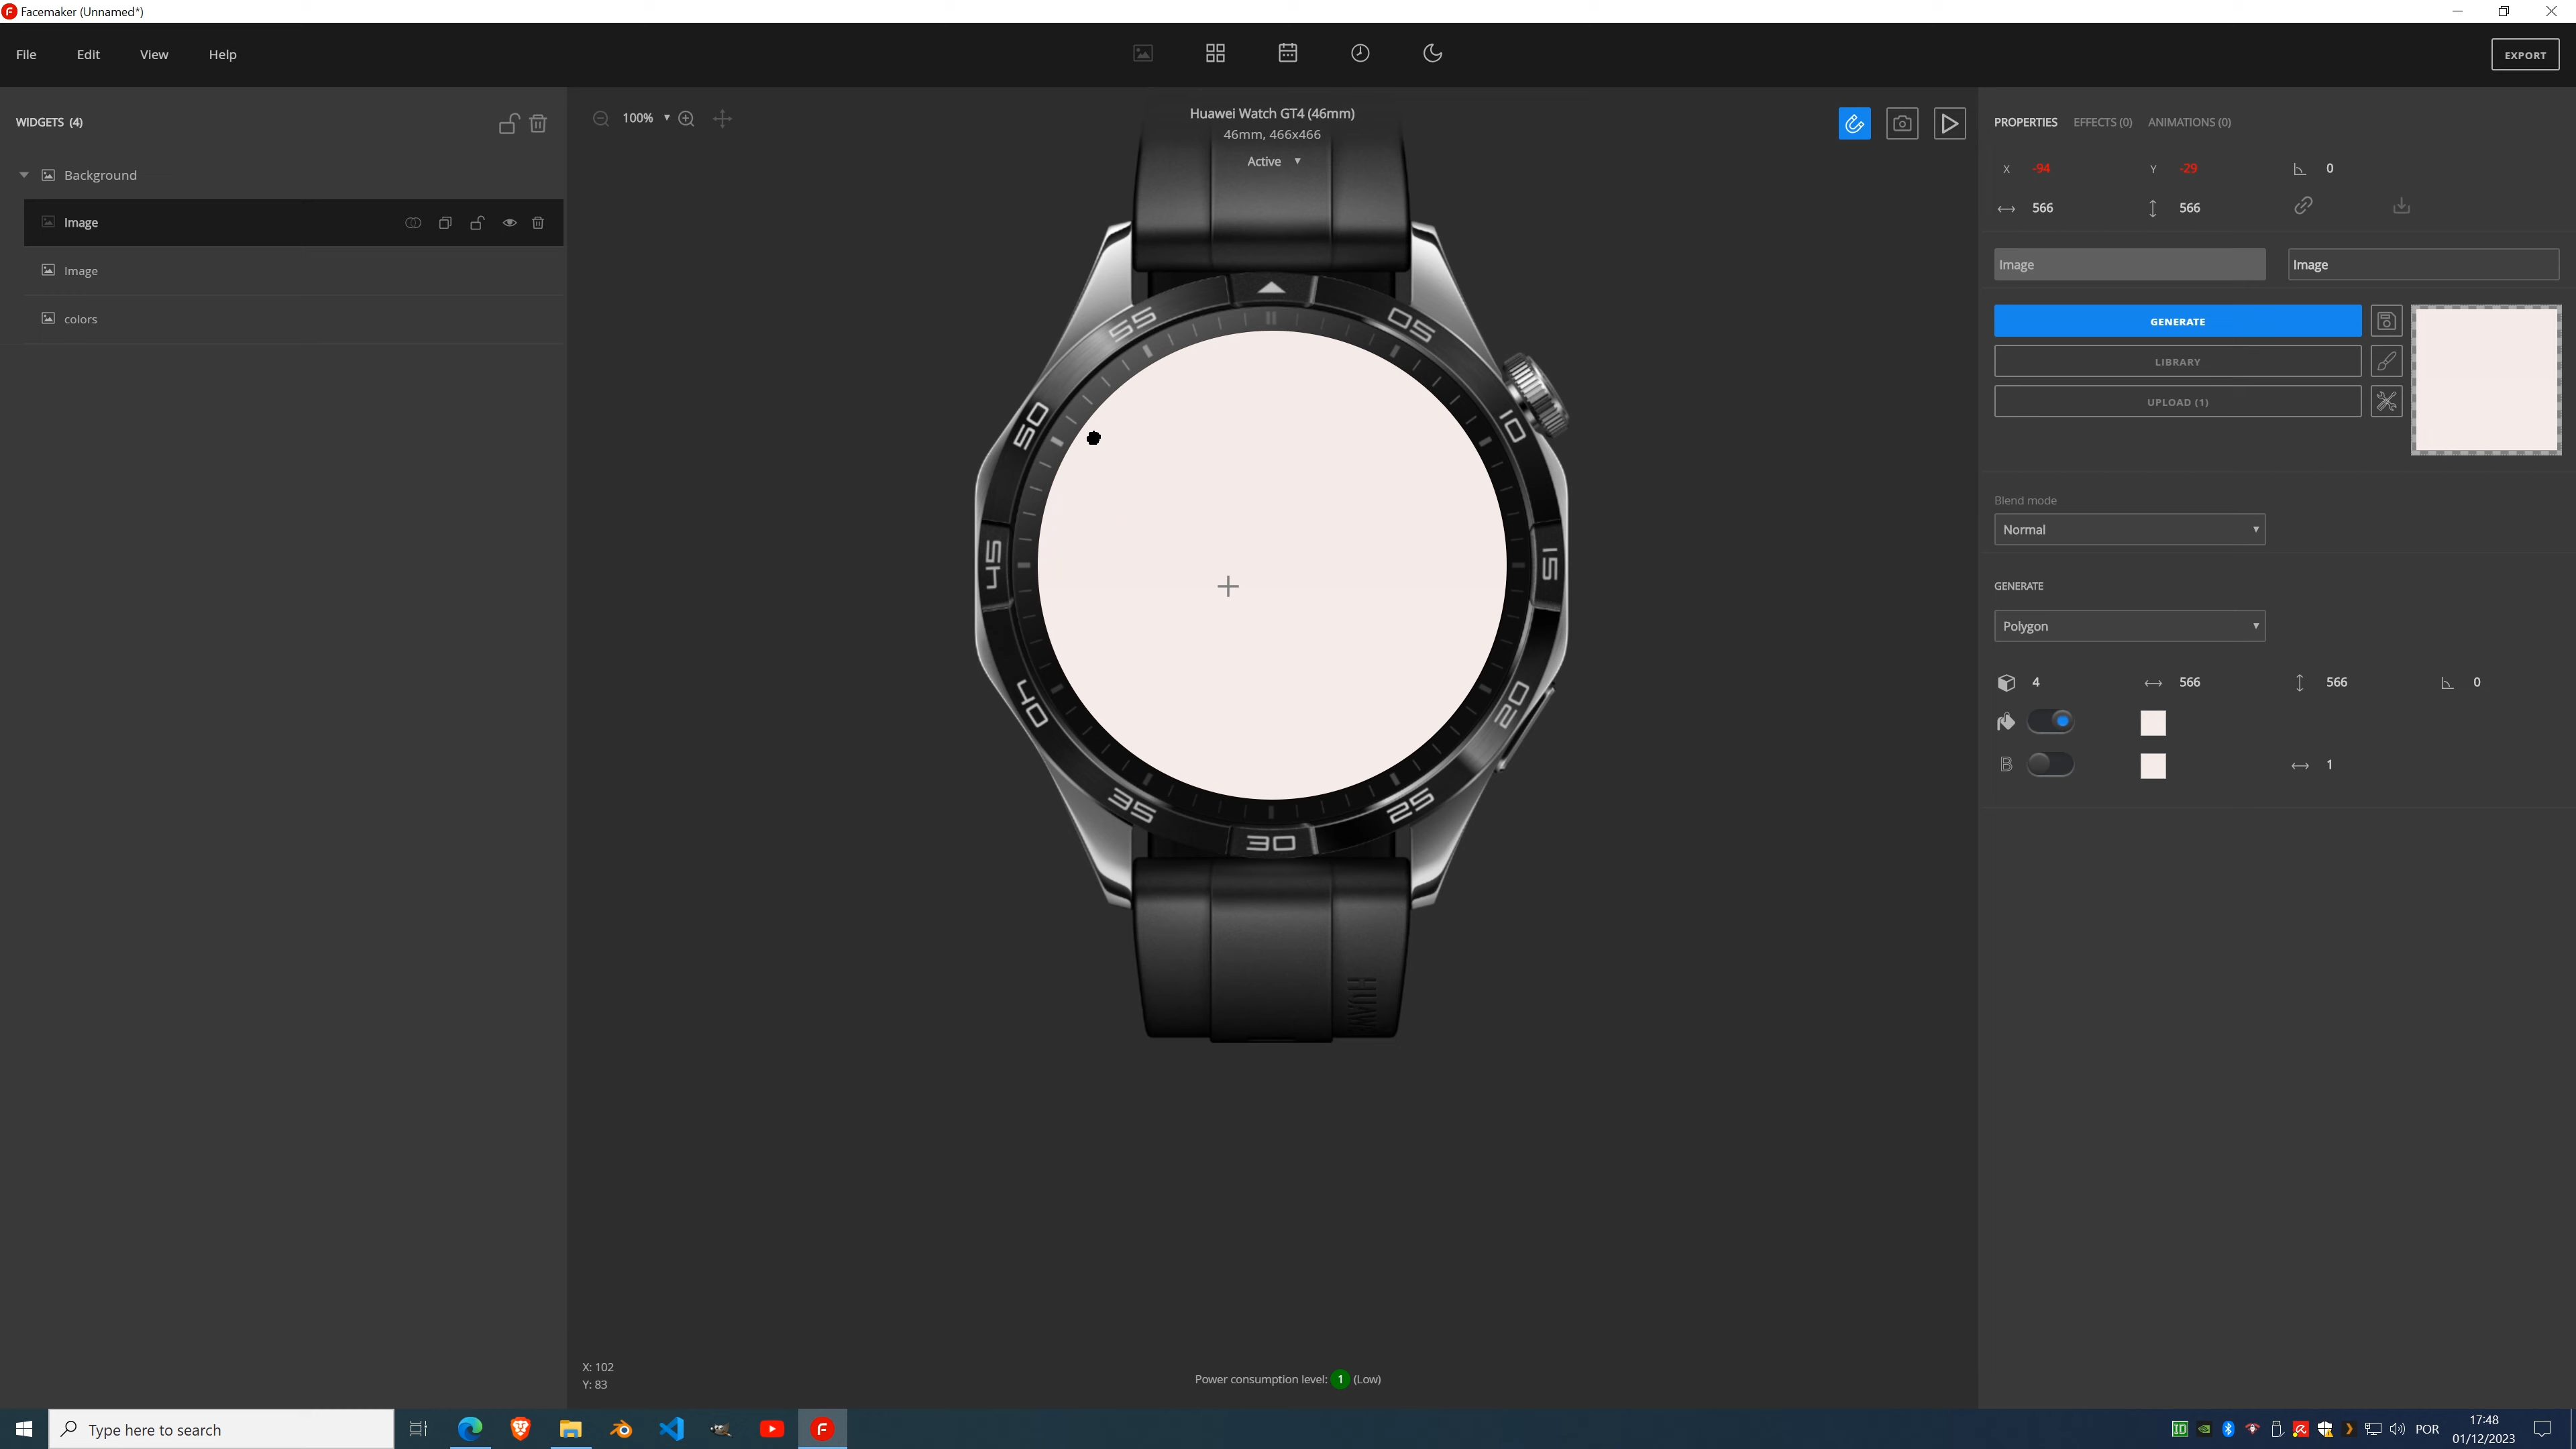 Facemaker (Unnamed*)
File Edit View Help
EXPORT
WIDGETS (4)
Background
Image
Image
colors
100%
Huawei Watch GT4 (46mm)
46mm, 466x466
Active
55
05
50
10
45
15
40
20
35
25
30
HUAW
X: 102
Y: 83
Power consumption level: 1 (Low)
PROPERTIES EFFECTS (0) ANIMATIONS (0)
X -94 Y -29 0
566 566
Image Image
GENERATE
LIBRARY
UPLOAD (1)
Blend mode
Normal
GENERATE
Polygon
4 566 566 0
B 1
Type here to search
ID
POR
17:48
01/12/2023